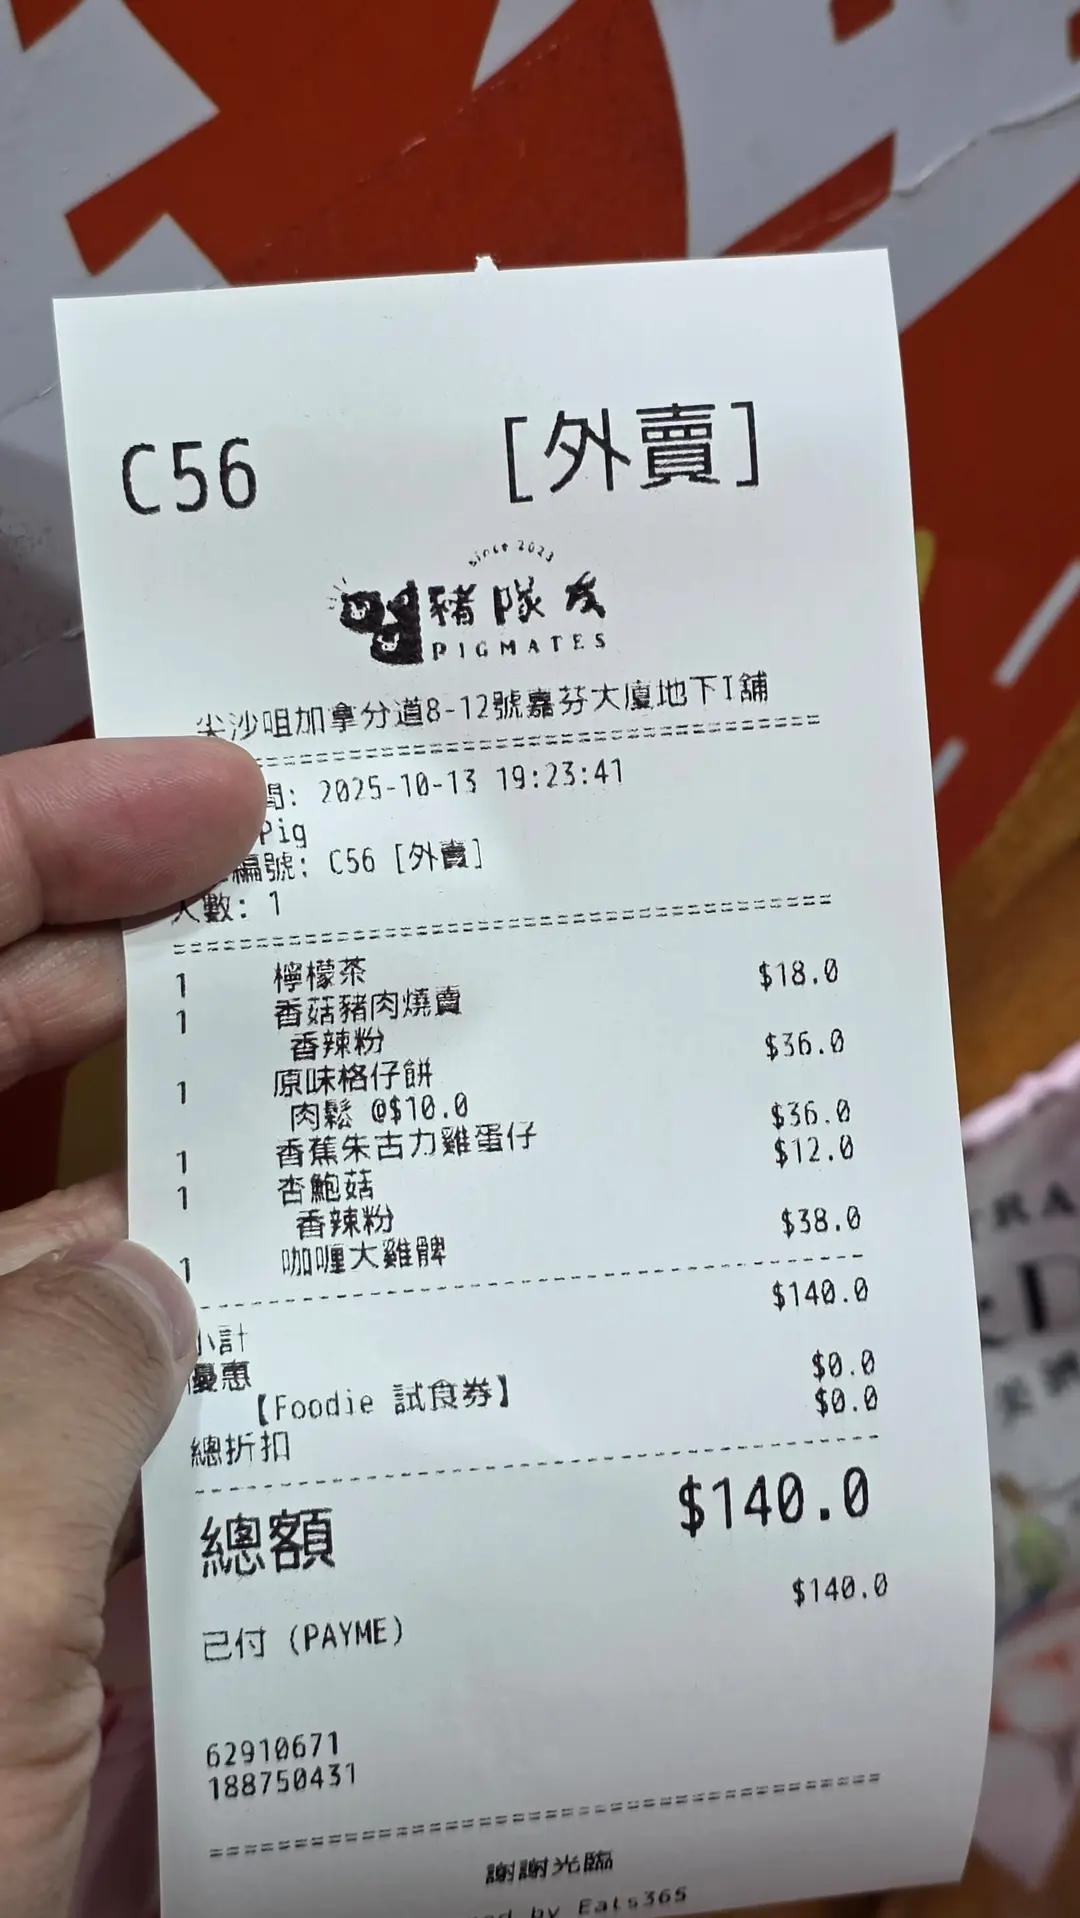 C56 [外賣]
since 2023
豬隊友
PIGMATES
尖沙咀加拿分道8-12號嘉芬大廈地下I舖
間: 2025-10-13 19:23:41
Pig
編號: C56 [外賣]
人數: 1
1 檸檬茶 $18.0
1 香菇豬肉燒賣
香辣粉 $36.0
1 原味格仔餅
肉鬆 @$10.0 $36.0
1 香蕉朱古力雞蛋仔 $12.0
1 杏鮑菇
香辣粉 $38.0
1 咖喱大雞髀
小計 $140.0
優惠
【Foodie 試食券】 $0.0
總折扣 $0.0
總額 $140.0
已付 (PAYME) $140.0
62910671
188750431
謝謝光臨
by Eats365